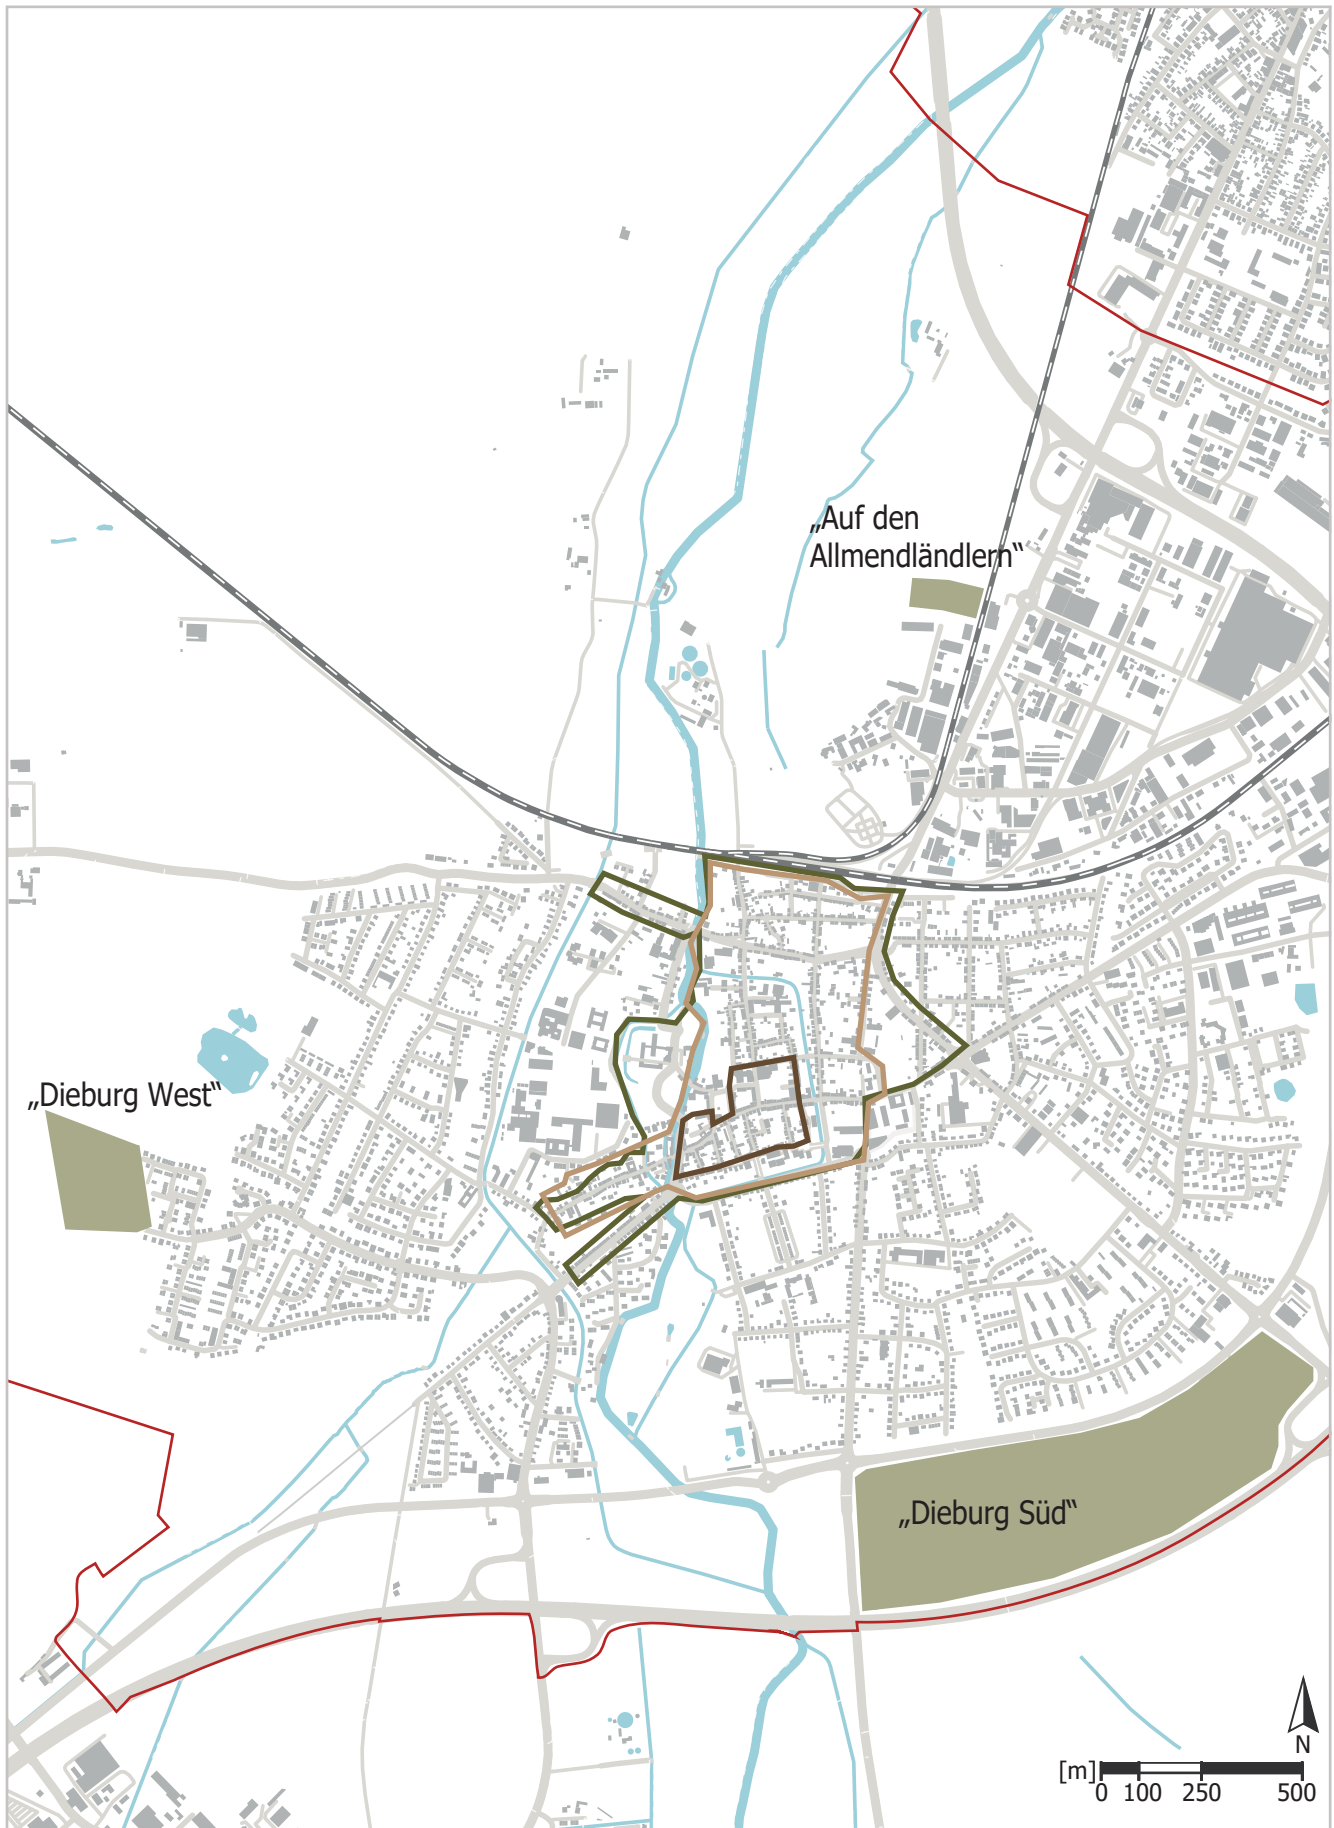 „Auf den
Allmendländlern“
„Dieburg West“
„Dieburg Süd“
N
[m]
0 100 250 500